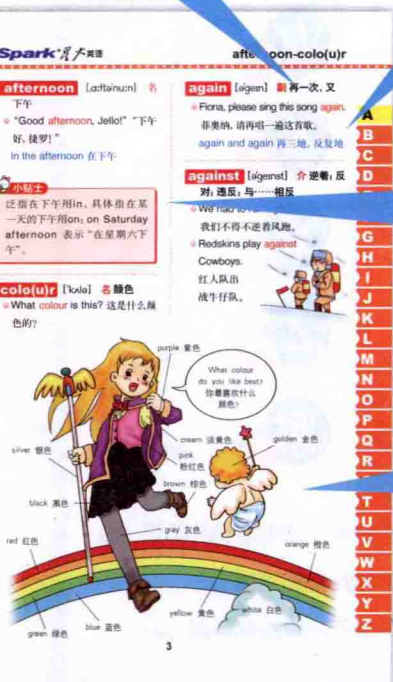 Spark 星火英语
afternoon-colo(u)r
afternoon [ˌɑːftəˈnuːn] 名
下午
"Good afternoon, Jello!" "下午
好，捷罗！"
in the afternoon 在下午
小贴士
泛指在下午用in，具体指在某
一天的下午用on：on Saturday
afternoon 表示"在星期六下
午"。
colo(u)r [ˈkʌlə] 名 颜色
What colour is this? 这是什么颜
色的？
again [əˈgein] 副 再一次，又
Fiona, please sing this song again.
菲奥纳，请再唱一遍这首歌。
again and again 再三地，反复地
against [əˈgeinst] 介 逆着；反
对；违反；与……相反
We had to
我们不得不逆着风跑。
Redskins play against
Cowboys.
红人队出
战牛仔队。
purple 紫色
What colour
do you like best?
你最喜欢什么
颜色？
silver 银色
cream 淡黄色
golden 金色
pink
粉红色
brown 棕色
black 黑色
gray 灰色
red 红色
orange 橙色
yellow 黄色
white 白色
blue 蓝色
green 绿色
3
A
B
C
D
G
H
I
J
K
L
M
N
O
P
Q
R
T
U
V
W
X
Y
Z